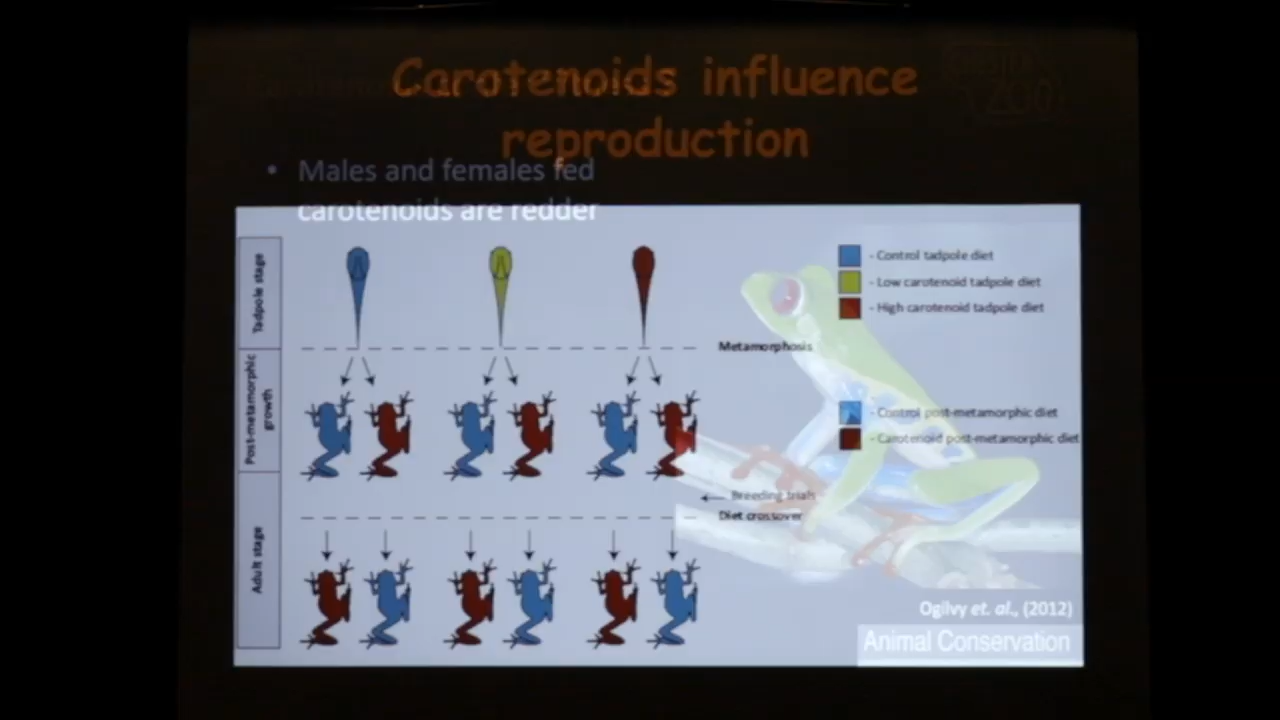 Carotenoids influence
reproduction
• Males and females fed
carotenoids are redder
Tadpole stage
- Control tadpole diet
- Low carotenoid tadpole diet
- High carotenoid tadpole diet
Metamorphosis
Post-metamorphic
growth
- Control post-metamorphic diet
- Carotenoid post-metamorphic diet
Breeding trials
Diet crossover
Adult stage
Ogilvy et. al., (2012)
Animal Conservation